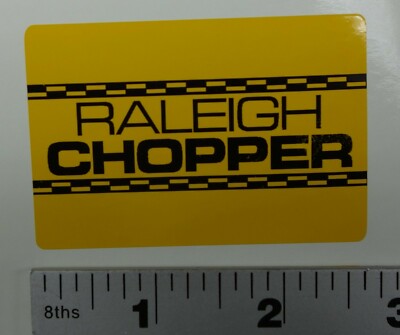 RALEIGH
CHOPPER
8ths 1 2 3